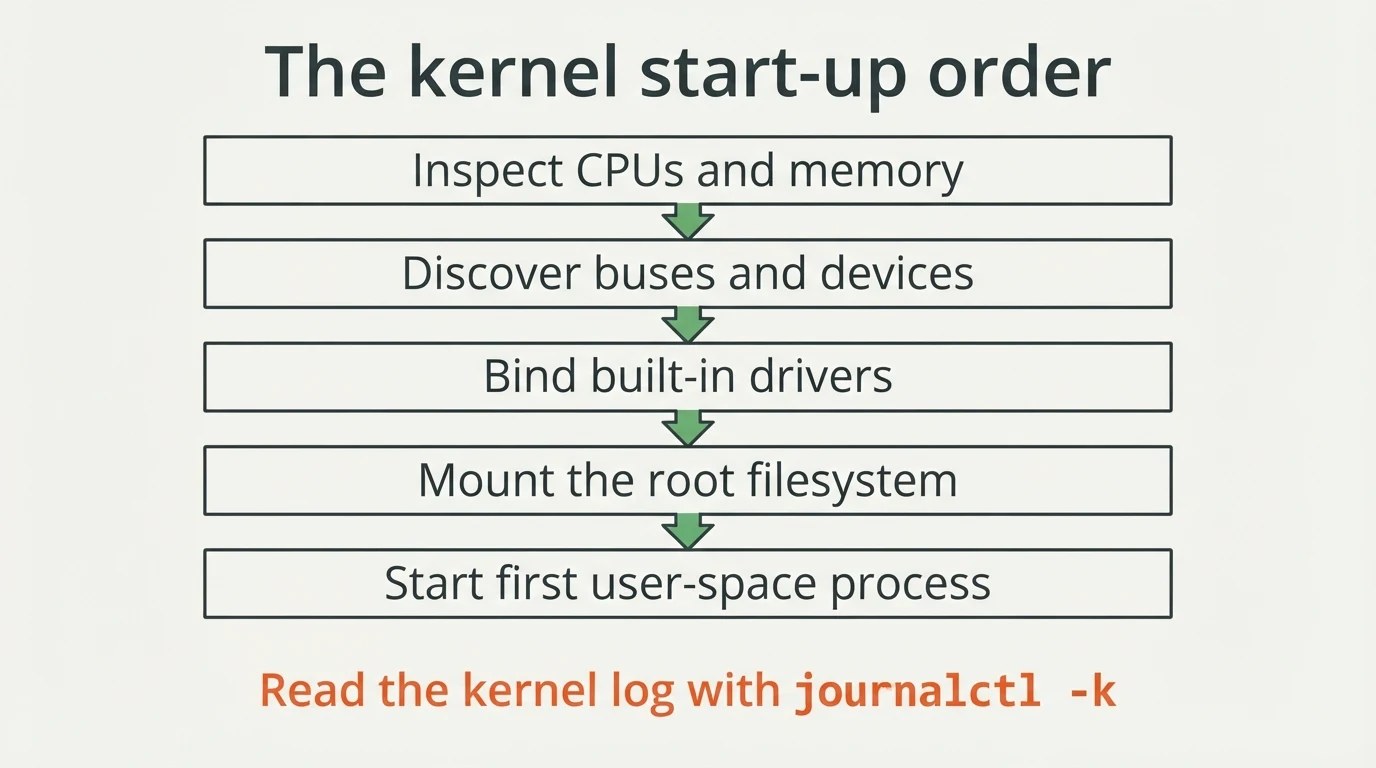 The kernel start-up order
Inspect CPUs and memory
Discover buses and devices
Bind built-in drivers
Mount the root filesystem
Start first user-space process
Read the kernel log with journalctl -k